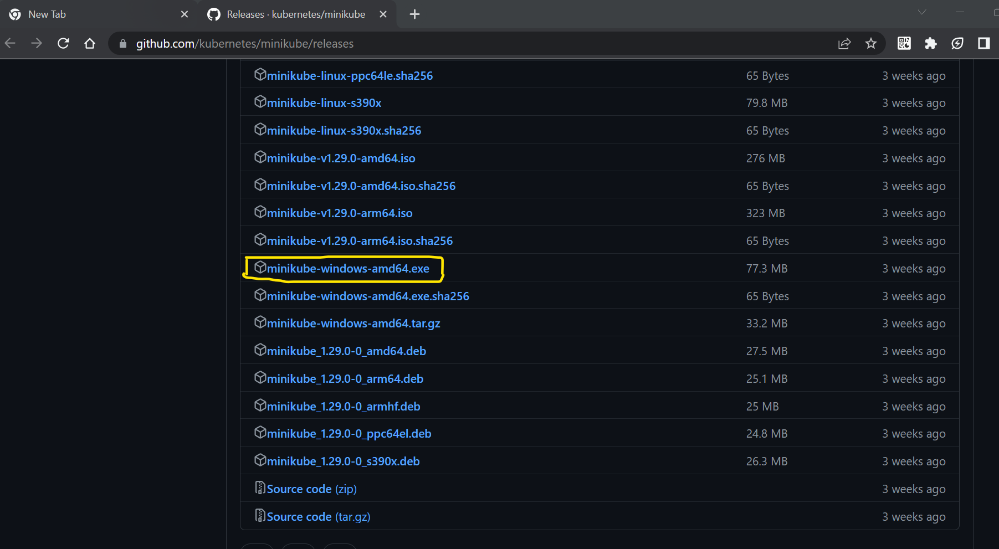 New Tab
Releases · kubernetes/minikube
github.com/kubernetes/minikube/releases
minikube-linux-ppc64le.sha256 65 Bytes 3 weeks ago
minikube-linux-s390x 79.8 MB 3 weeks ago
minikube-linux-s390x.sha256 65 Bytes 3 weeks ago
minikube-v1.29.0-amd64.iso 276 MB 3 weeks ago
minikube-v1.29.0-amd64.iso.sha256 65 Bytes 3 weeks ago
minikube-v1.29.0-arm64.iso 323 MB 3 weeks ago
minikube-v1.29.0-arm64.iso.sha256 65 Bytes 3 weeks ago
minikube-windows-amd64.exe 77.3 MB 3 weeks ago
minikube-windows-amd64.exe.sha256 65 Bytes 3 weeks ago
minikube-windows-amd64.tar.gz 33.2 MB 3 weeks ago
minikube_1.29.0-0_amd64.deb 27.5 MB 3 weeks ago
minikube_1.29.0-0_arm64.deb 25.1 MB 3 weeks ago
minikube_1.29.0-0_armhf.deb 25 MB 3 weeks ago
minikube_1.29.0-0_ppc64el.deb 24.8 MB 3 weeks ago
minikube_1.29.0-0_s390x.deb 26.3 MB 3 weeks ago
Source code (zip) 3 weeks ago
Source code (tar.gz) 3 weeks ago